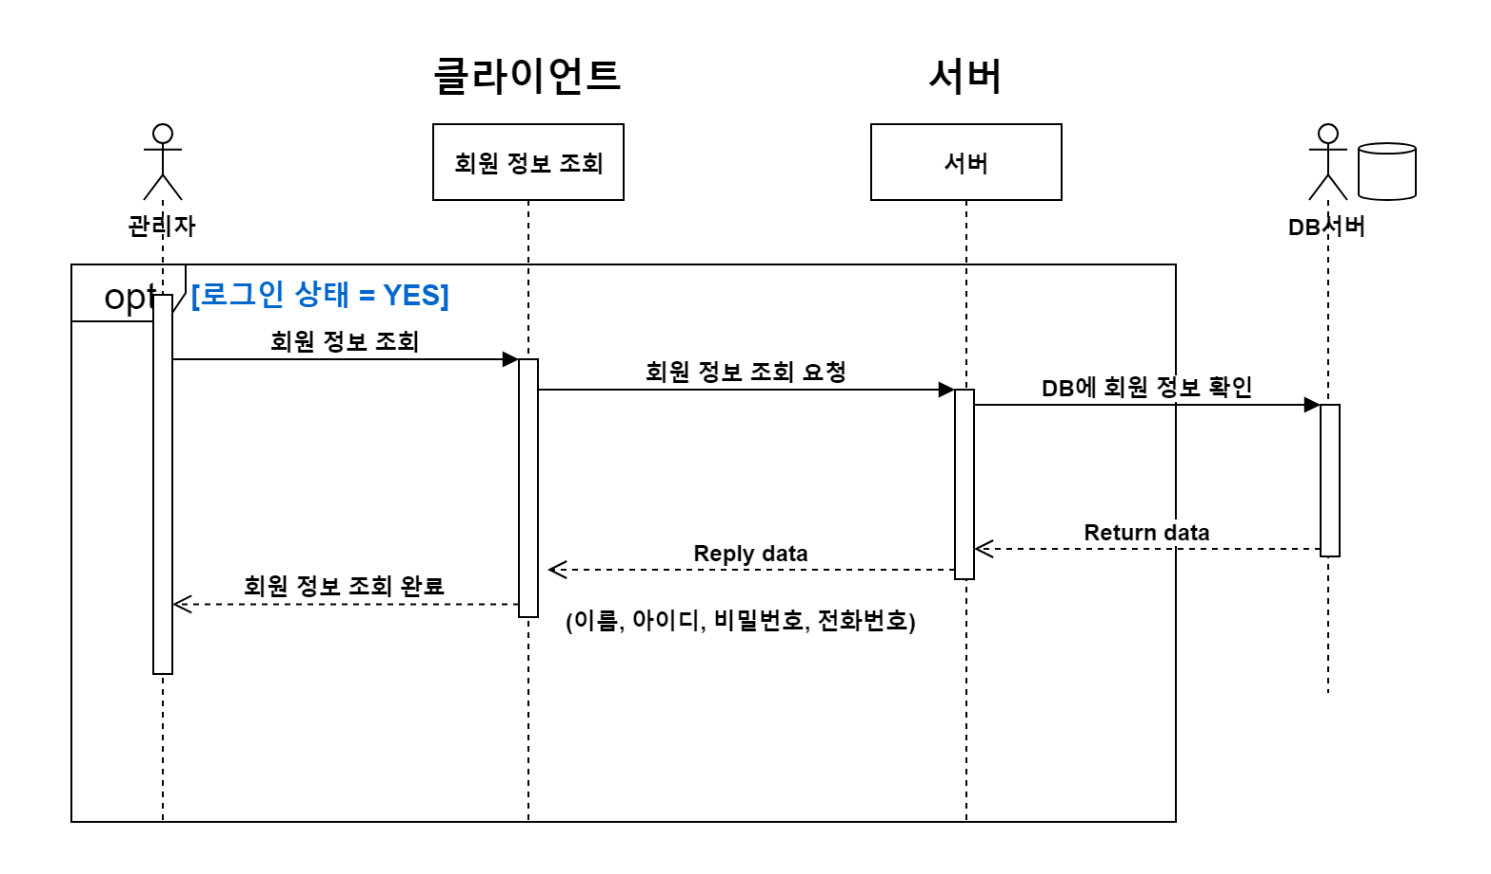 클라이언트
서버
회원 정보 조회
서버
관리자
DB서버
opt
[로그인 상태 = YES]
회원 정보 조회
회원 정보 조회 요청
DB에 회원 정보 확인
Return data
Reply data
회원 정보 조회 완료
(이름, 아이디, 비밀번호, 전화번호)